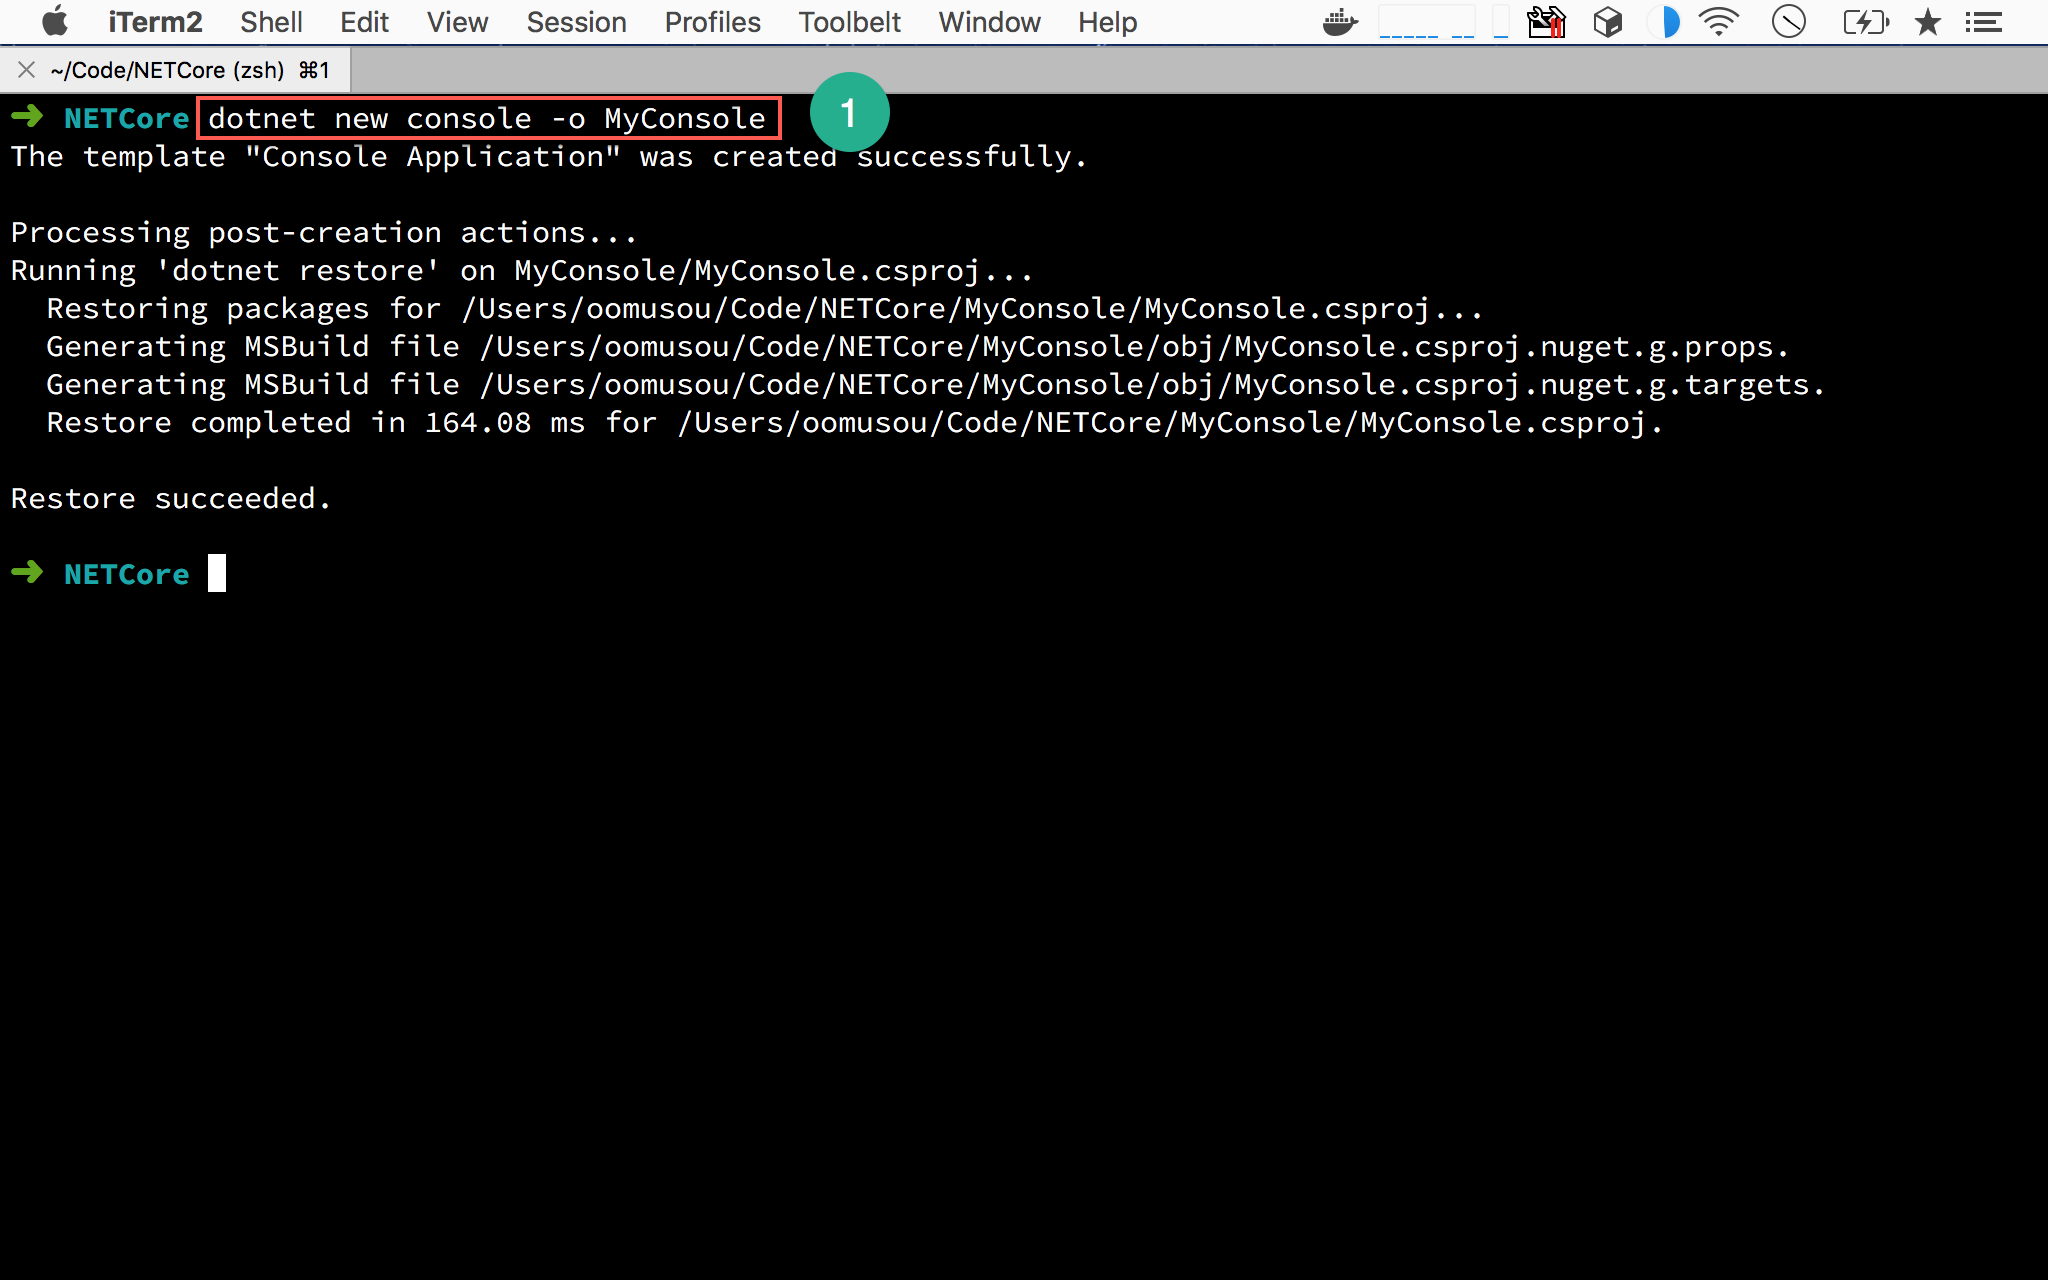 iTerm2 Shell Edit View Session Profiles Toolbelt Window Help
~/Code/NETCore (zsh) ⌘1
➜ NETCore dotnet new console -o MyConsole 1
The template "Console Application" was created successfully.
Processing post-creation actions...
Running 'dotnet restore' on MyConsole/MyConsole.csproj...
Restoring packages for /Users/oomusou/Code/NETCore/MyConsole/MyConsole.csproj...
Generating MSBuild file /Users/oomusou/Code/NETCore/MyConsole/obj/MyConsole.csproj.nuget.g.props.
Generating MSBuild file /Users/oomusou/Code/NETCore/MyConsole/obj/MyConsole.csproj.nuget.g.targets.
Restore completed in 164.08 ms for /Users/oomusou/Code/NETCore/MyConsole/MyConsole.csproj.
Restore succeeded.
➜ NETCore